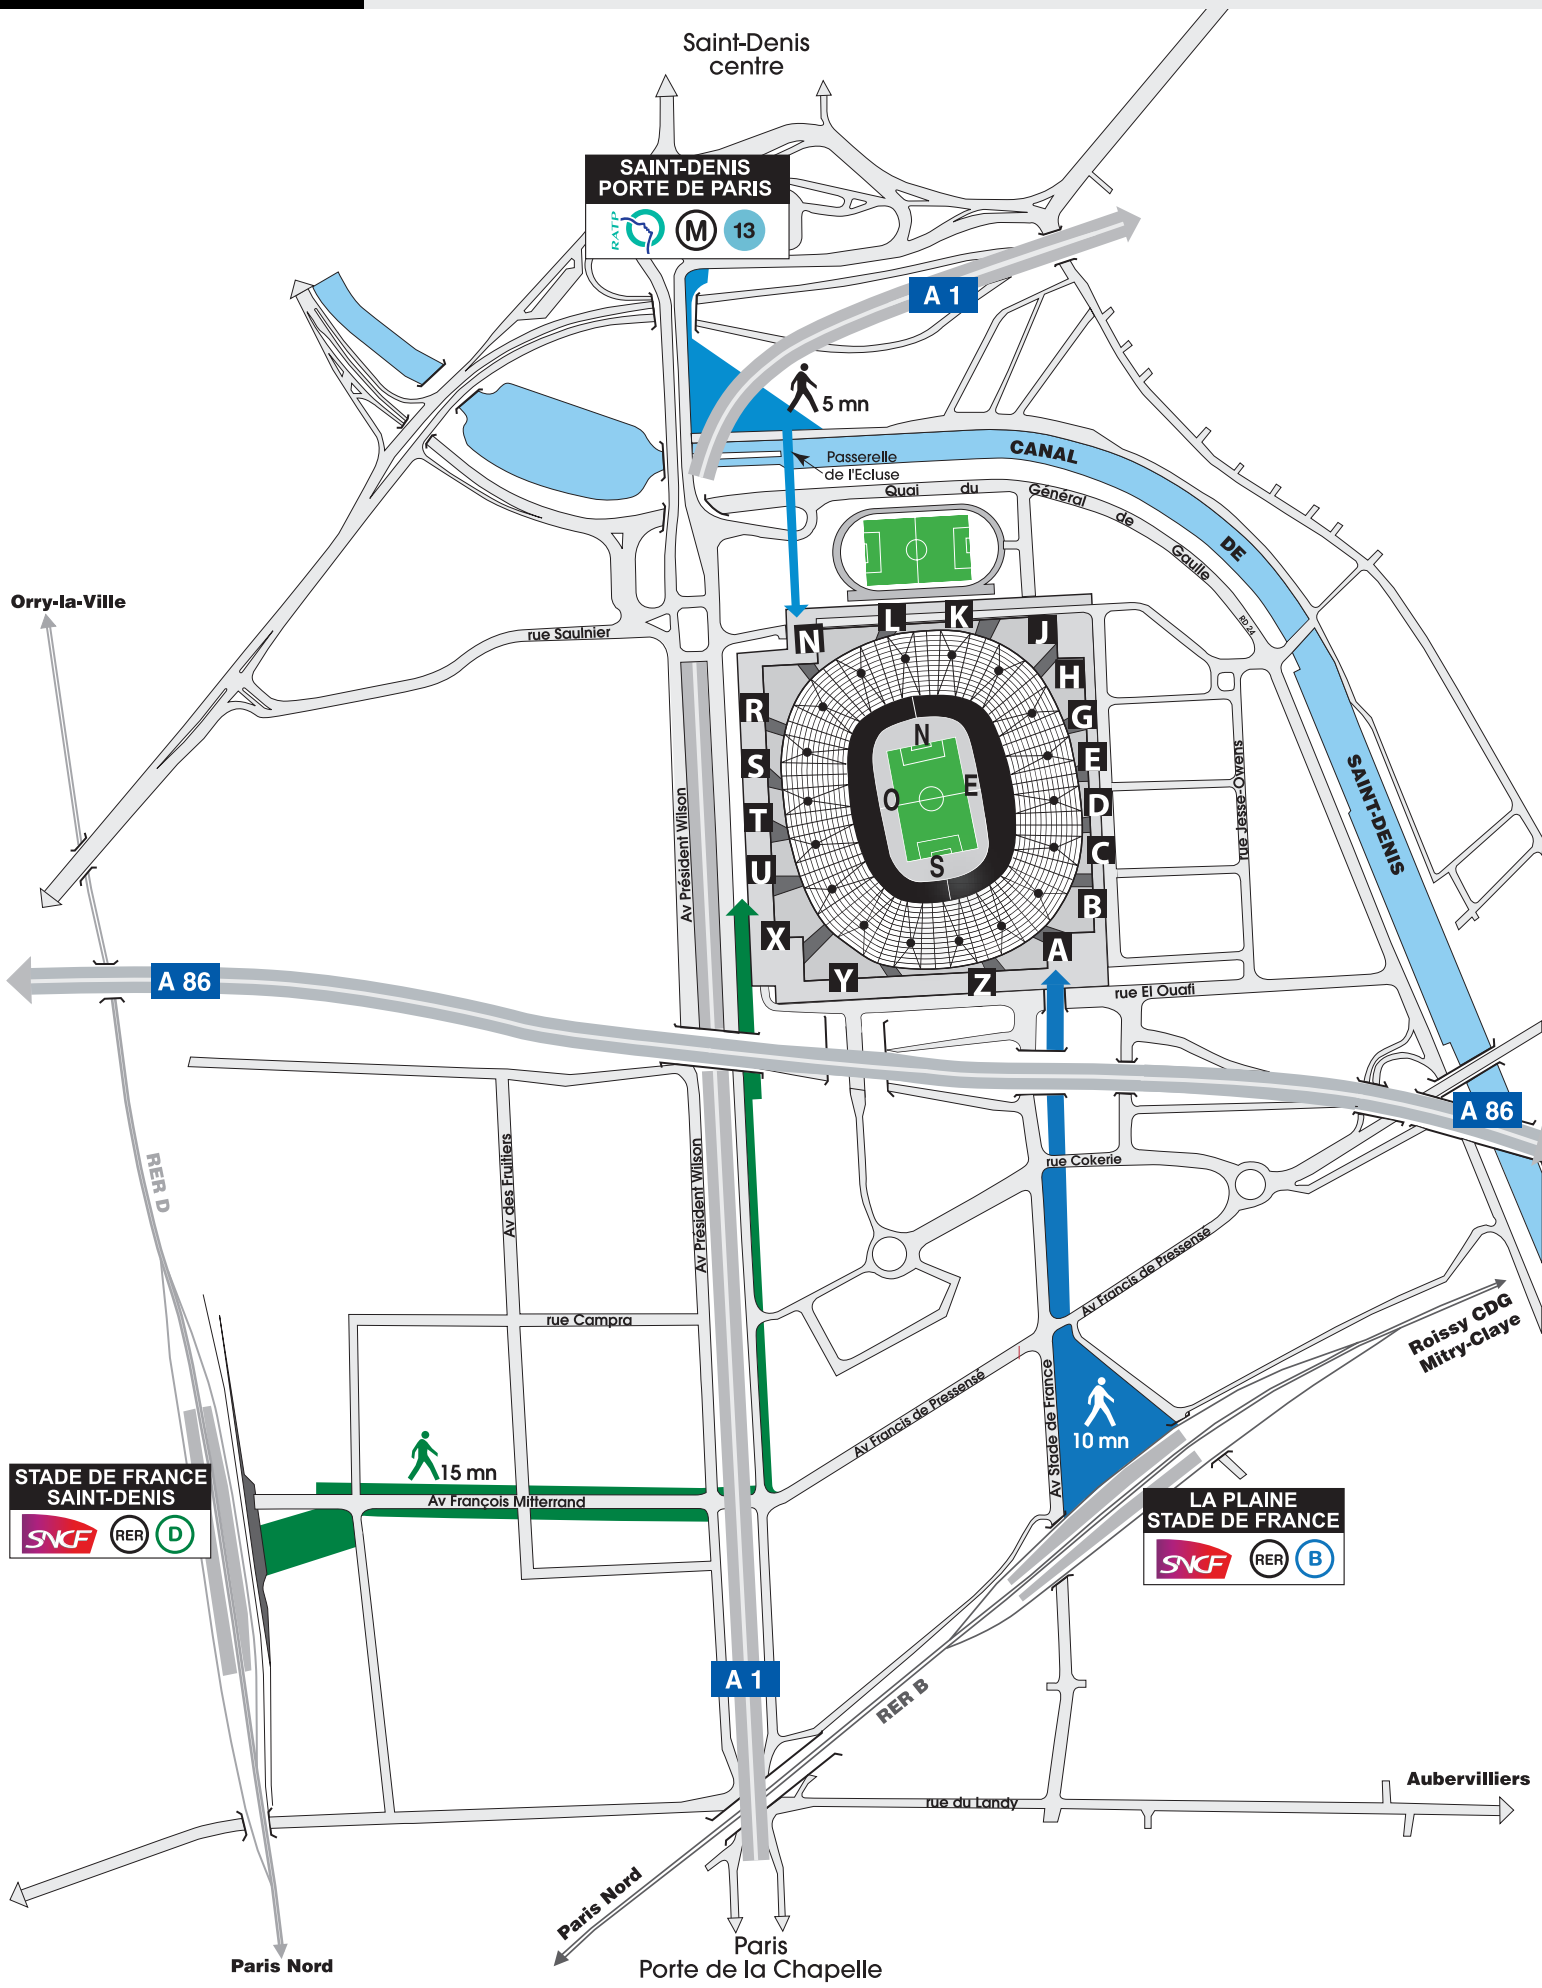 Saint-Denis
centre
SAINT-DENIS
PORTE DE PARIS
RATP
M
13
A 1
5 mn
Passerelle
de l'Ecluse
CANAL
DE
SAINT-DENIS
Quai du Général de Gaulle
RD 24
Orry-la-Ville
rue Saulnier
N
L
K
J
H
G
E
D
C
B
A
Z
Y
X
U
T
S
R
N
E
S
O
Av Président Wilson
rue Jesse-Owens
A 86
rue El Ouafi
A 86
RER D
Av des Fruitiers
Av Président Wilson
rue Cokerie
Av Francis de Pressensé
rue Campra
Roissy CDG
Mitry-Claye
Av Francis de Pressensé
Av Stade de France
10 mn
15 mn
Av François Mitterrand
STADE DE FRANCE
SAINT-DENIS
SNCF
RER
D
LA PLAINE
STADE DE FRANCE
SNCF
RER
B
A 1
RER B
Aubervilliers
rue du Landy
Paris Nord
Paris Nord
Paris
Porte de la Chapelle